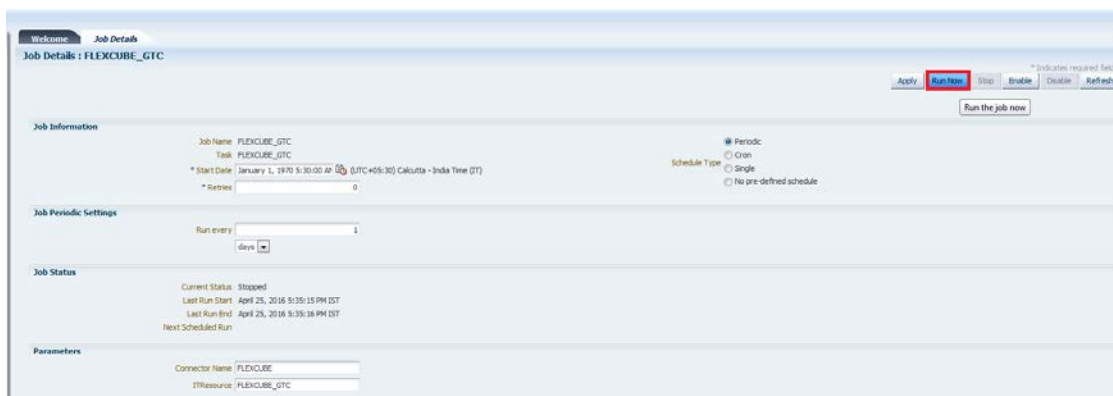 Welcome Job Details
Job Details : FLEXCUBE_GTC
* Indicates required field
Apply Run Now Stop Enable Disable Refresh
Run the job now
Job Information
Job Name FLEXCUBE_GTC
Task FLEXCUBE_GTC
* Start Date January 1, 1970 5:30:00 AM (UTC+05:30) Calcutta - India Time (IT)
* Retries 0
Schedule Type
Periodic
Cron
Single
No pre-defined schedule
Job Periodic Settings
Run every 1
days
Job Status
Current Status Stopped
Last Run Start April 25, 2016 5:35:15 PM IST
Last Run End April 25, 2016 5:35:16 PM IST
Next Scheduled Run
Parameters
Connector Name FLEXCUBE
ITResource FLEXCUBE_GTC